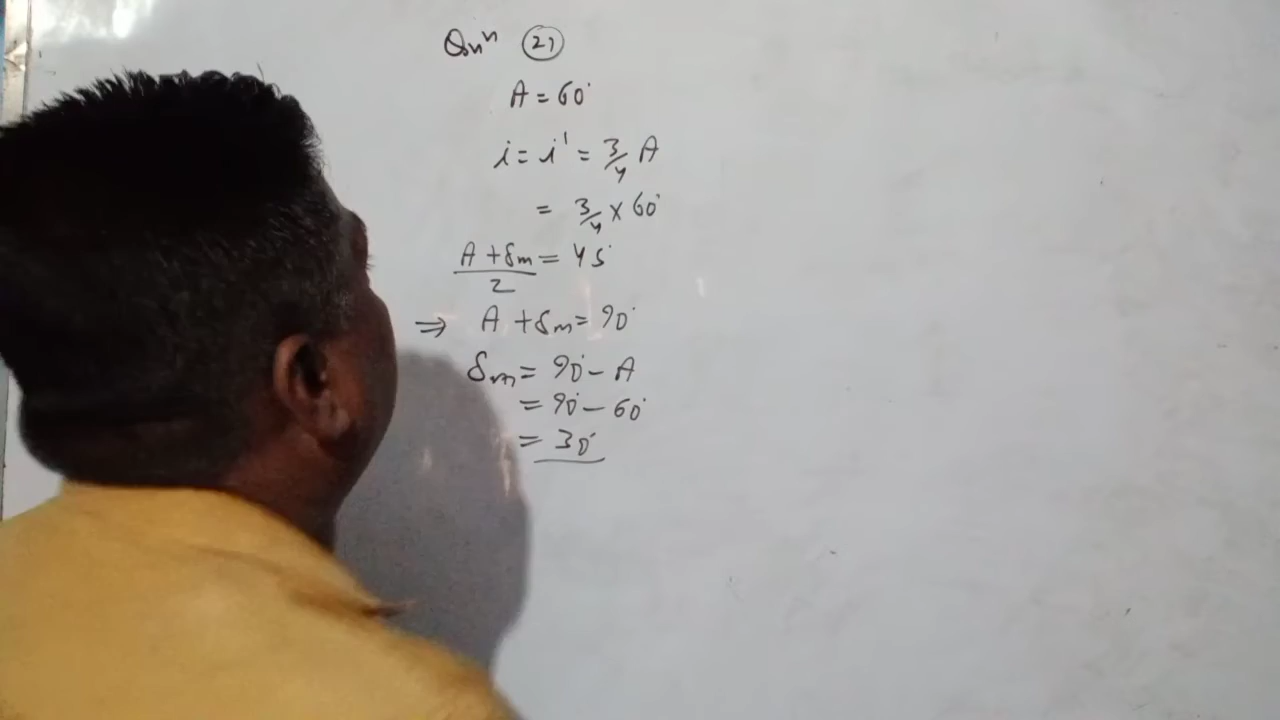 Qnⁿ (21)
A = 60°
i = i' = 3/4 A
= 3/4 × 60°
A + δm / 2 = 45°
⇒ A + δm = 90°
δm = 90° - A
= 90° - 60°
= 30°